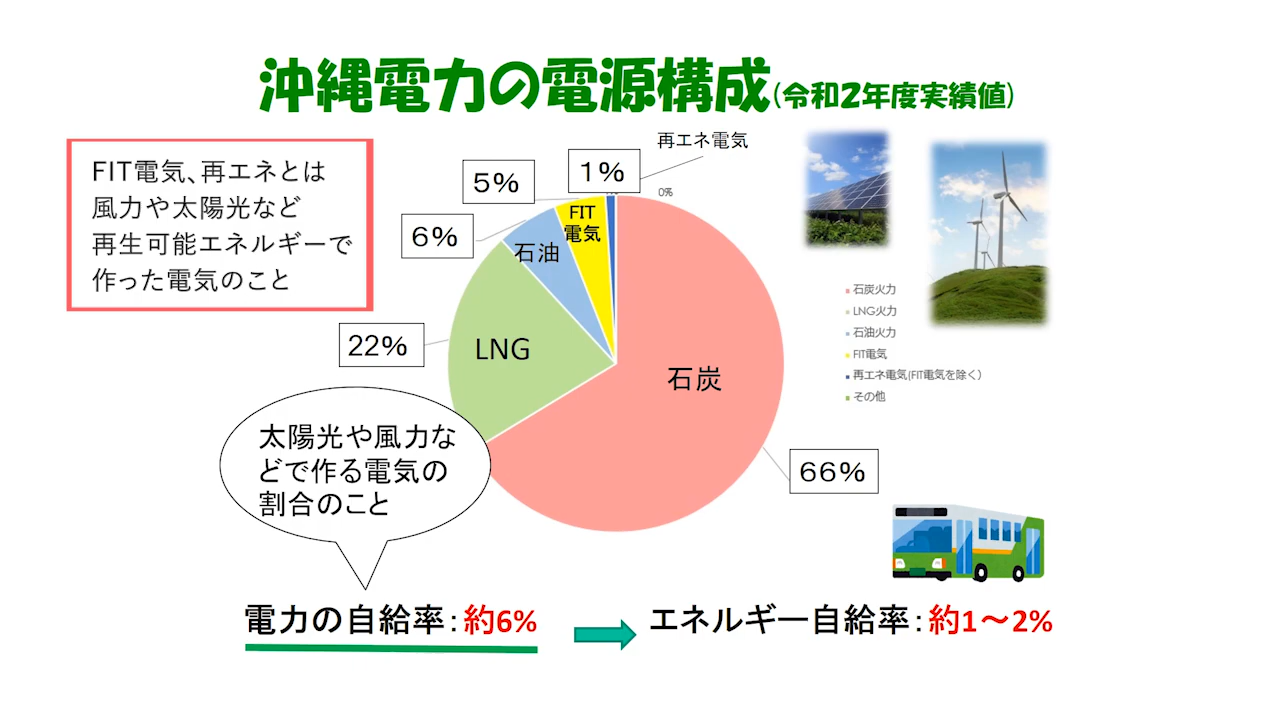 沖縄電力の電源構成(令和2年度実績値)
FIT電気、再エネとは
風力や太陽光など
再生可能エネルギーで
作った電気のこと
再エネ電気
1%
0%
5%
6%
22%
66%
FIT
電気
石油
LNG
石炭
石炭火力
LNG火力
石油火力
FIT電気
再エネ電気(FIT電気を除く)
その他
太陽光や風力な
どで作る電気の
割合のこと
電力の自給率:約6%
エネルギー自給率:約1～2%